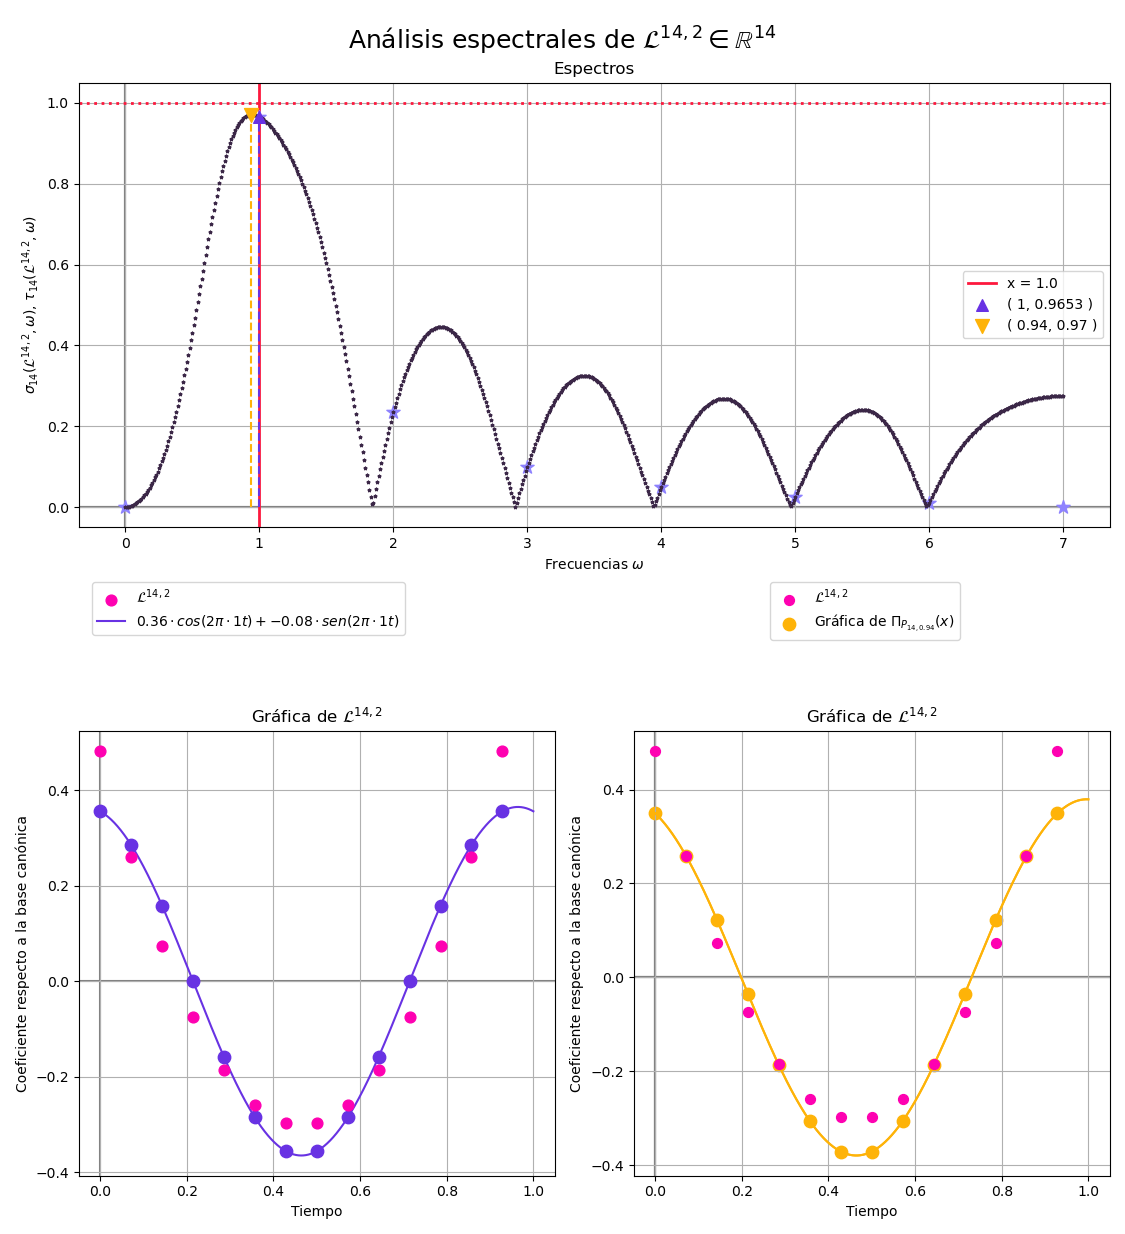 Análisis espectrales de 𝓛^{14,2} ∈ ℝ^{14}
Espectros
σ₁₄(𝓛^{14,2}, ω), τ₁₄(𝓛^{14,2}, ω)
1.0
0.8
0.6
0.4
0.2
0.0
x = 1.0
( 1, 0.9653 )
( 0.94, 0.97 )
0 1 2 3 4 5 6 7
Frecuencias ω
𝓛^{14,2}
0.36 · cos(2π · 1t) + −0.08 · sen(2π · 1t)
𝓛^{14,2}
Gráfica de Π_{P_{14,0.94}}(x)
Gráfica de 𝓛^{14,2}
Coeficiente respecto a la base canónica
0.4
0.2
0.0
−0.2
−0.4
0.0 0.2 0.4 0.6 0.8 1.0
Tiempo
Gráfica de 𝓛^{14,2}
Coeficiente respecto a la base canónica
0.4
0.2
0.0
−0.2
−0.4
0.0 0.2 0.4 0.6 0.8 1.0
Tiempo